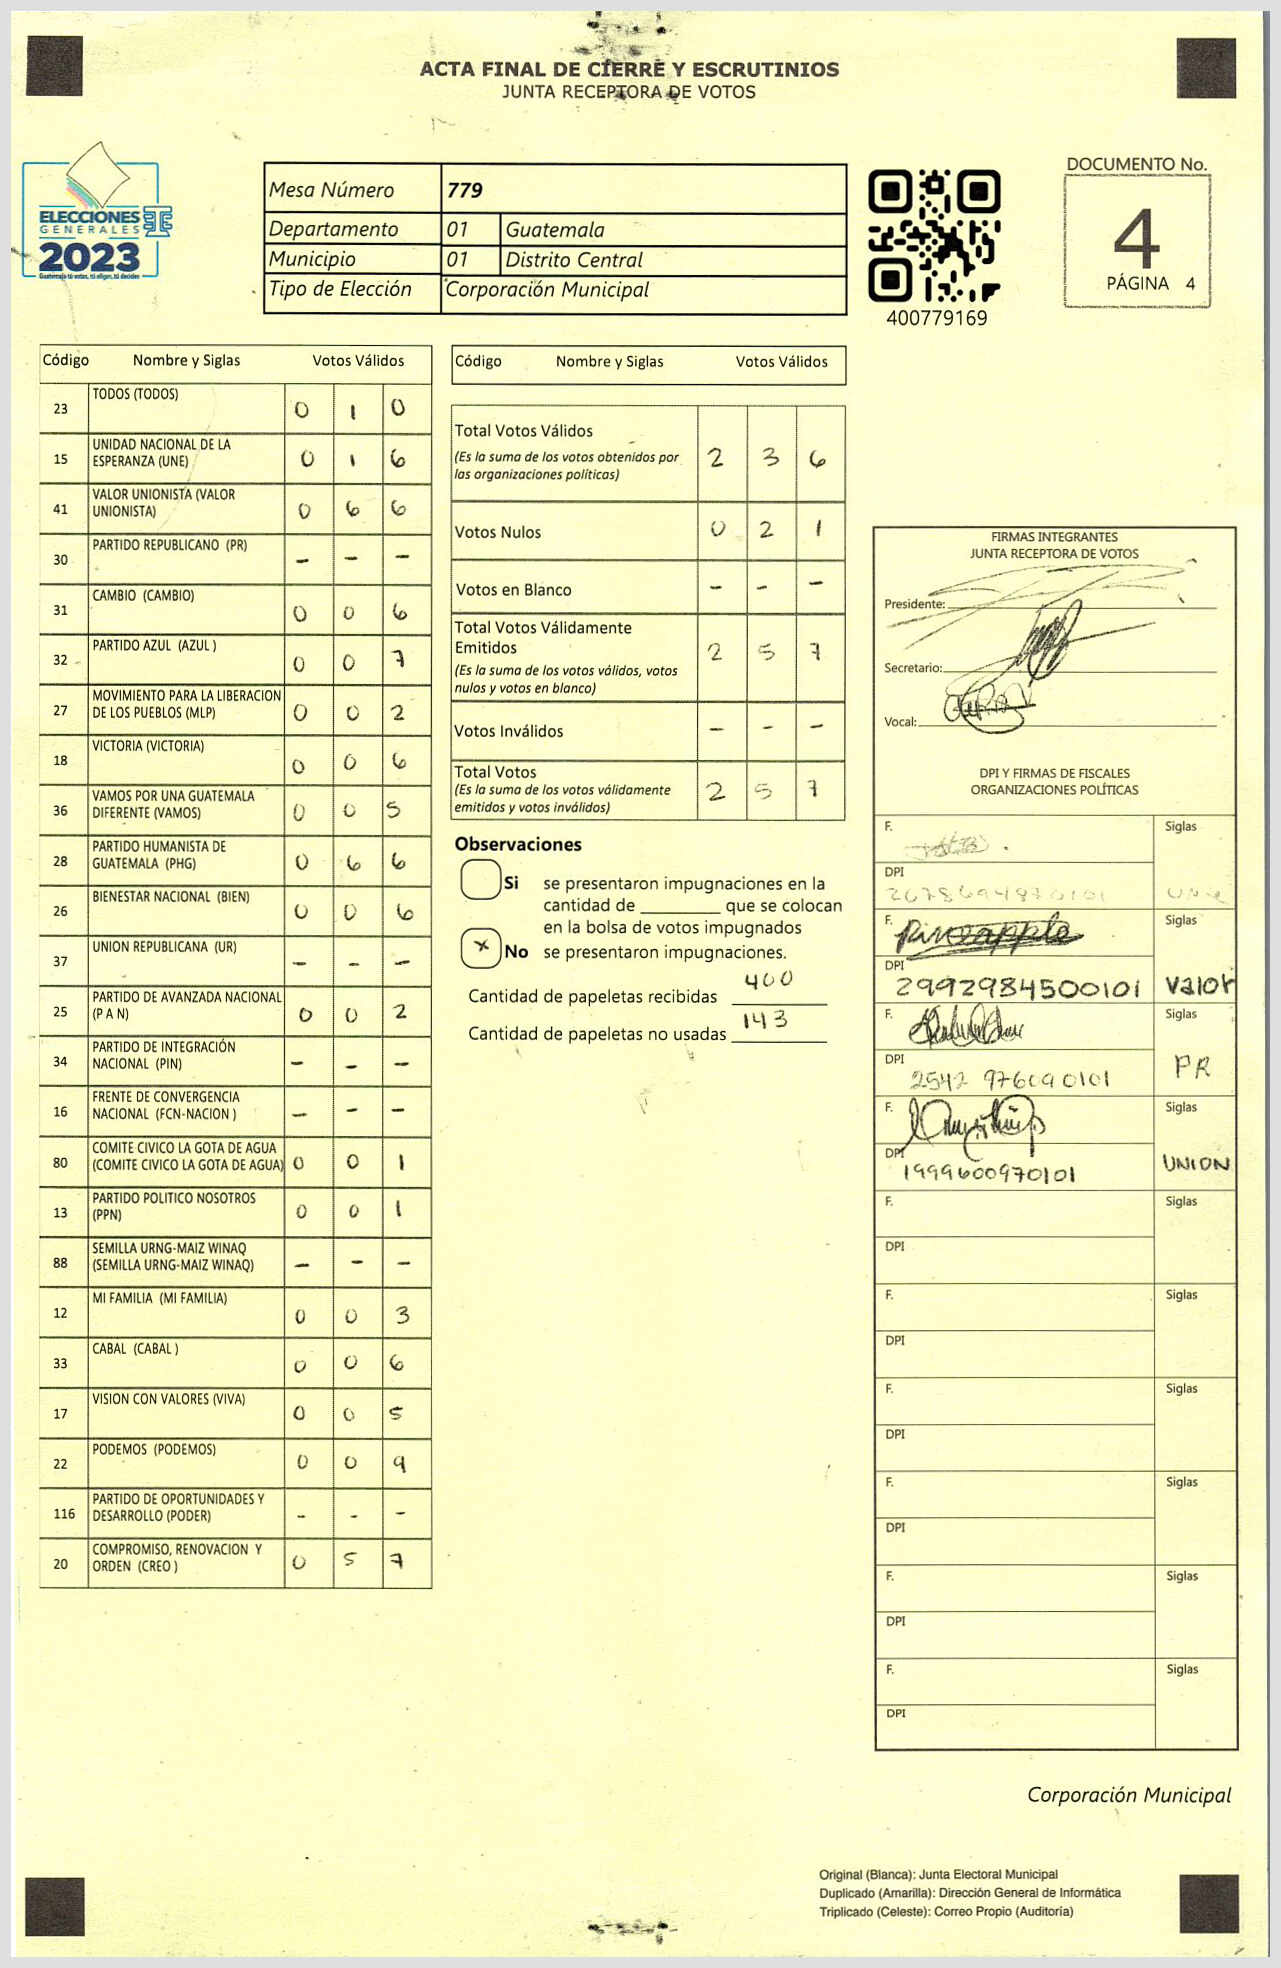 ACTA FINAL DE CIERRE Y ESCRUTINIOS
JUNTA RECEPTORA DE VOTOS
ELECCIONES
GENERALES
2023
Guatemala tú votas, tú eliges, tú decides
Mesa Número 779
Departamento 01 Guatemala
Municipio 01 Distrito Central
Tipo de Elección Corporación Municipal
400779169
DOCUMENTO No.
4
PÁGINA 4
Código Nombre y Siglas Votos Válidos
23 TODOS (TODOS) 0 1 0
15 UNIDAD NACIONAL DE LA ESPERANZA (UNE) 0 1 6
41 VALOR UNIONISTA (VALOR UNIONISTA) 0 6 6
30 PARTIDO REPUBLICANO (PR) - - -
31 CAMBIO (CAMBIO) 0 0 6
32 PARTIDO AZUL (AZUL ) 0 0 7
27 MOVIMIENTO PARA LA LIBERACION DE LOS PUEBLOS (MLP) 0 0 2
18 VICTORIA (VICTORIA) 0 0 6
36 VAMOS POR UNA GUATEMALA DIFERENTE (VAMOS) 0 0 5
28 PARTIDO HUMANISTA DE GUATEMALA (PHG) 0 6 6
26 BIENESTAR NACIONAL (BIEN) 0 0 6
37 UNION REPUBLICANA (UR) - - -
25 PARTIDO DE AVANZADA NACIONAL (P A N) 0 0 2
34 PARTIDO DE INTEGRACIÓN NACIONAL (PIN) - - -
16 FRENTE DE CONVERGENCIA NACIONAL (FCN-NACION ) - - -
80 COMITE CIVICO LA GOTA DE AGUA (COMITE CIVICO LA GOTA DE AGUA) 0 0 1
13 PARTIDO POLITICO NOSOTROS (PPN) 0 0 1
88 SEMILLA URNG-MAIZ WINAQ (SEMILLA URNG-MAIZ WINAQ) - - -
12 MI FAMILIA (MI FAMILIA) 0 0 3
33 CABAL (CABAL ) 0 0 6
17 VISION CON VALORES (VIVA) 0 0 5
22 PODEMOS (PODEMOS) 0 0 9
116 PARTIDO DE OPORTUNIDADES Y DESARROLLO (PODER) - - -
20 COMPROMISO, RENOVACION Y ORDEN (CREO ) 0 5 7
Código Nombre y Siglas Votos Válidos
Total Votos Válidos 2 3 6
(Es la suma de los votos obtenidos por
las organizaciones políticas)
Votos Nulos 0 2 1
Votos en Blanco - - -
Total Votos Válidamente
Emitidos 2 5 7
(Es la suma de los votos válidos, votos
nulos y votos en blanco)
Votos Inválidos - - -
Total Votos 2 5 7
(Es la suma de los votos válidamente
emitidos y votos inválidos)
Observaciones
Si se presentaron impugnaciones en la
cantidad de ________ que se colocan
en la bolsa de votos impugnados
x No se presentaron impugnaciones.
Cantidad de papeletas recibidas 400
Cantidad de papeletas no usadas 143
FIRMAS INTEGRANTES
JUNTA RECEPTORA DE VOTOS
Presidente:
Secretario:
Vocal:
DPI Y FIRMAS DE FISCALES
ORGANIZACIONES POLÍTICAS
F. Siglas
DPI
UNE
F. Pineapple Siglas
DPI
2992984500101 Valor
F. Siglas
DPI
2542 976090101 PR
F. Siglas
DPI
1999600970101 UNION
F. Siglas
DPI
F. Siglas
DPI
F. Siglas
DPI
F. Siglas
DPI
F. Siglas
DPI
F. Siglas
DPI
Corporación Municipal
Original (Blanca): Junta Electoral Municipal
Duplicado (Amarilla): Dirección General de Informática
Triplicado (Celeste): Correo Propio (Auditoría)